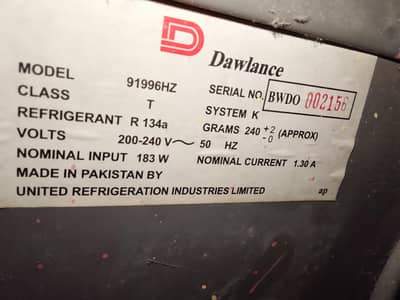 Dawlance
MODEL 91996HZ SERIAL NO. BWDO 002156
CLASS T SYSTEM K
REFRIGERANT R 134a GRAMS 240 +2 -0 (APPROX)
VOLTS 200-240 V~ 50 HZ
NOMINAL INPUT 183 W NOMINAL CURRENT 1.30 A
MADE IN PAKISTAN BY
UNITED REFRIGERATION INDUSTRIES LIMITED ap